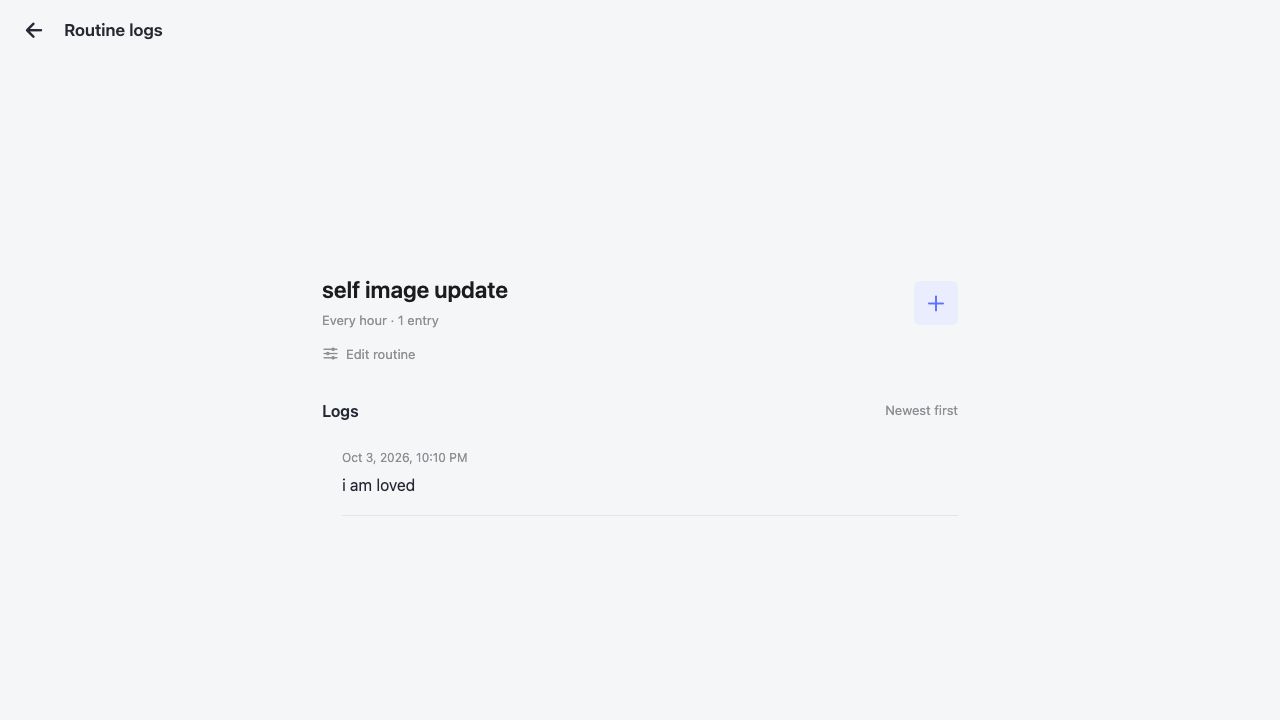 Routine logs
self image update
Every hour · 1 entry
Edit routine
Logs
Newest first
Oct 3, 2026, 10:10 PM
i am loved